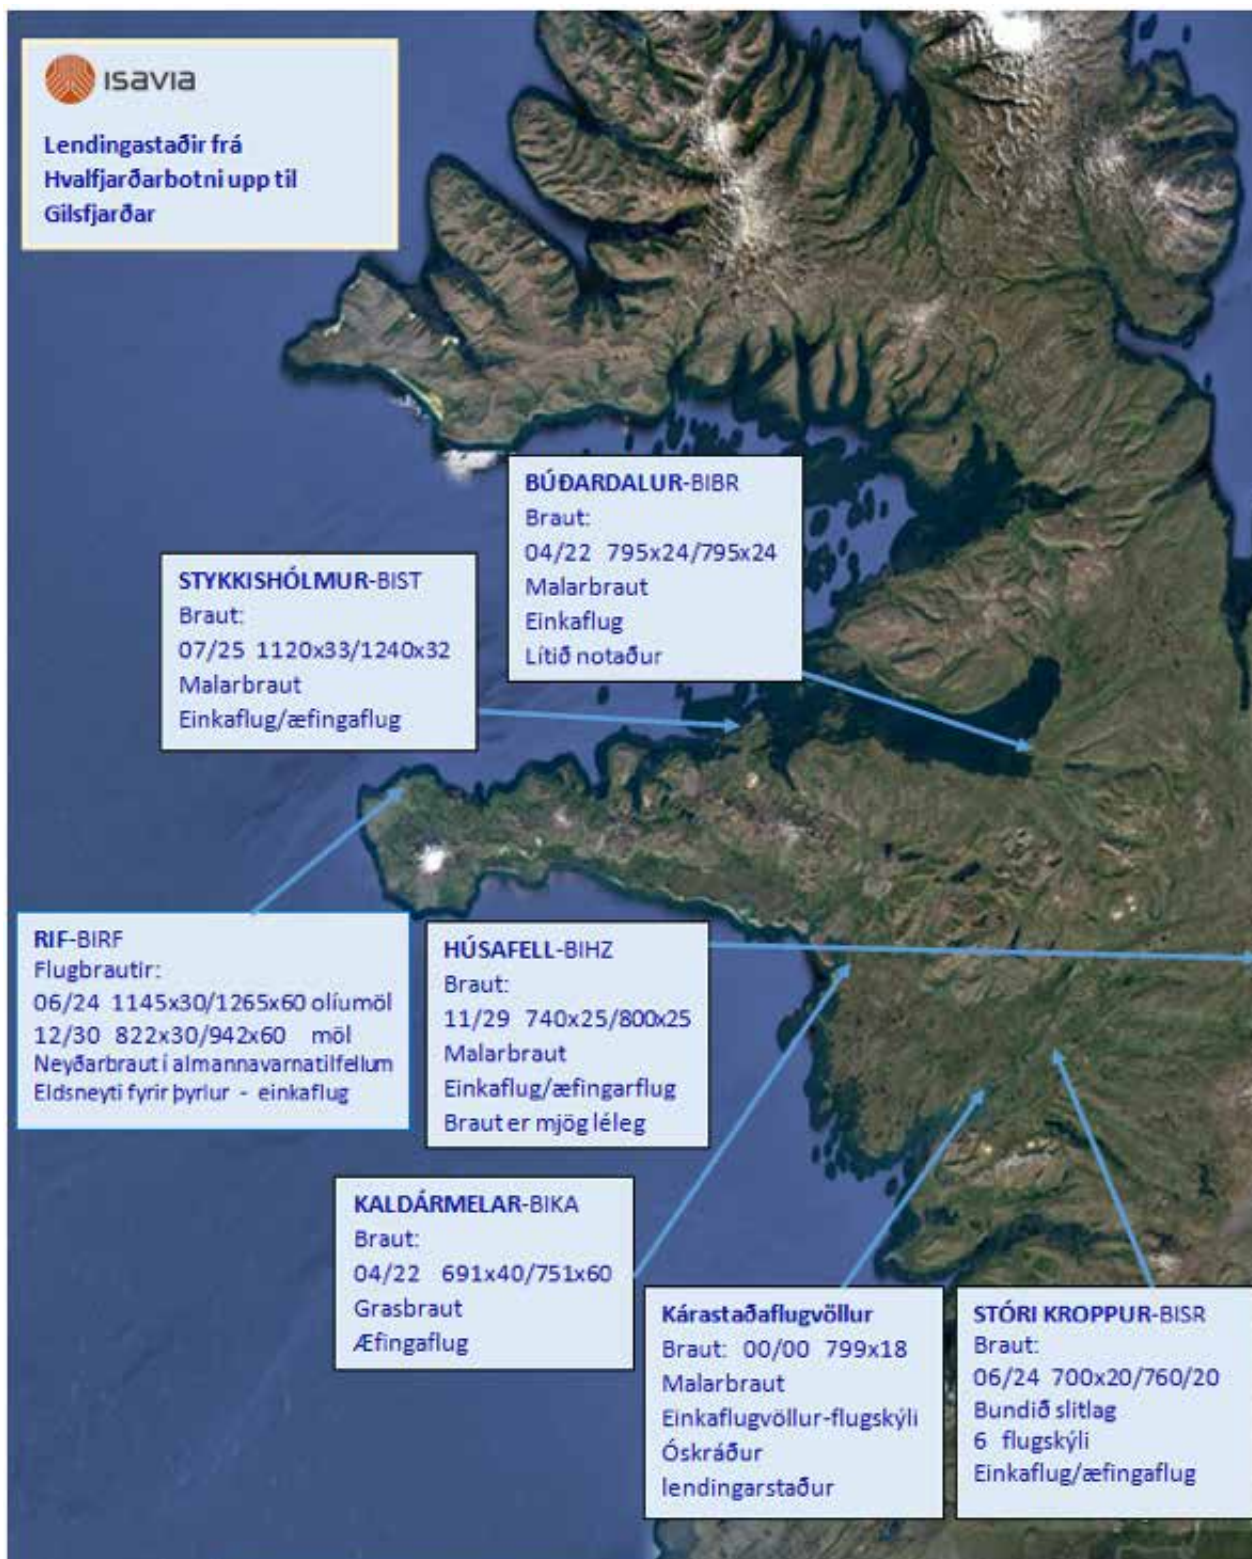 ISAVIA
Lendingastaðir frá
Hvalfjarðarbotni upp til
Gilsfjarðar
BÚÐARDALUR-BIBR
Braut:
04/22 795x24/795x24
Malarbraut
Einkaflug
Lítið notaður
STYKKISHÓLMUR-BIST
Braut:
07/25 1120x33/1240x32
Malarbraut
Einkaflug/æfingaflug
RIF-BIRF
Flugbrautir:
06/24 1145x30/1265x60 olíumöl
12/30 822x30/942x60 möl
Neyðarbraut í almannavarnatilfellum
Eldsneyti fyrir þyrlur - einkaflug
HÚSAFELL-BIHZ
Braut:
11/29 740x25/800x25
Malarbraut
Einkaflug/æfingarflug
Braut er mjög léleg
KALDÁRMELAR-BIKA
Braut:
04/22 691x40/751x60
Grasbraut
Æfingaflug
Kárastaðaflugvöllur
Braut: 00/00 799x18
Malarbraut
Einkaflugvöllur-flugskýli
Óskráður
lendingarstaður
STÓRI KROPPUR-BISR
Braut:
06/24 700x20/760/20
Bundið slitlag
6 flugskýli
Einkaflug/æfingaflug